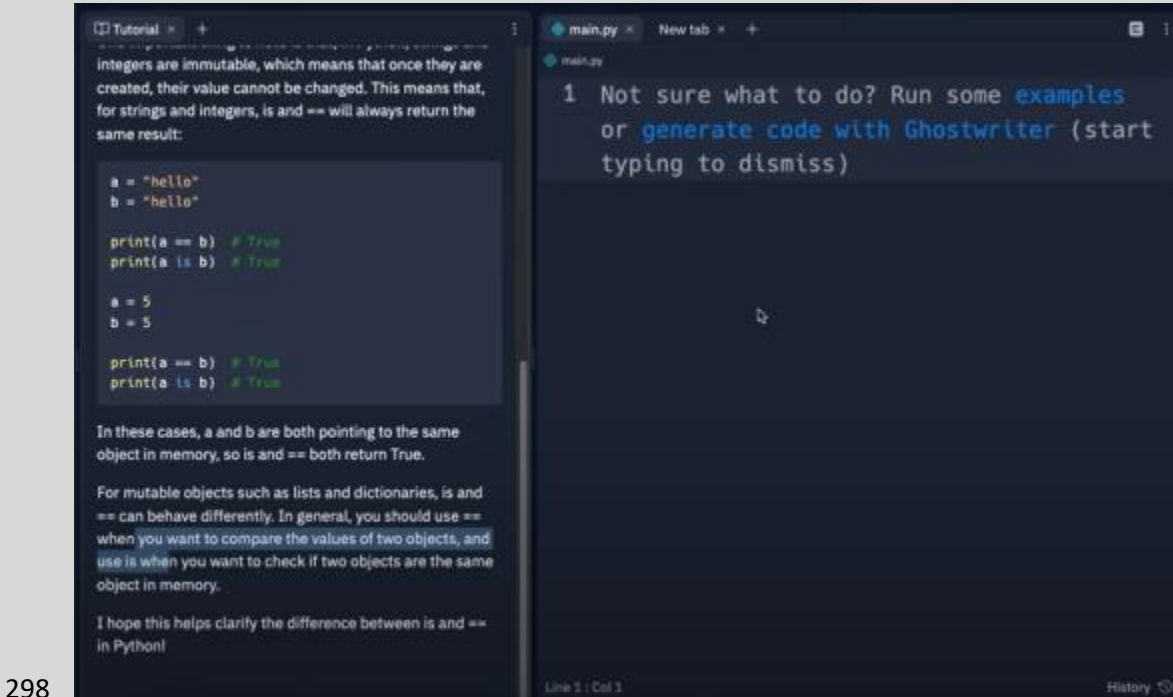 Tutorial
integers are immutable, which means that once they are
created, their value cannot be changed. This means that,
for strings and integers, is and == will always return the
same result:
a = "hello"
b = "hello"
print(a == b) # True
print(a is b) # True
a = 5
b = 5
print(a == b) # True
print(a is b) # True
In these cases, a and b are both pointing to the same
object in memory, so is and == both return True.
For mutable objects such as lists and dictionaries, is and
== can behave differently. In general, you should use ==
when you want to compare the values of two objects, and
use is when you want to check if two objects are the same
object in memory.
I hope this helps clarify the difference between is and ==
in Python!
main.py New tab
main.py
1 Not sure what to do? Run some examples
or generate code with Ghostwriter (start
typing to dismiss)
Line 1 : Col 1
History
298